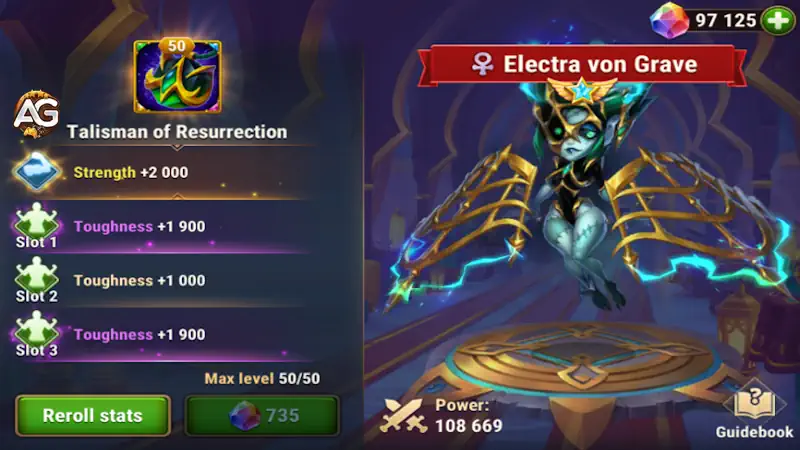 50
AG
Talisman of Resurrection
Strength +2 000
Toughness +1 900
Slot 1
Toughness +1 000
Slot 2
Toughness +1 900
Slot 3
Max level 50/50
Reroll stats
735
97 125
Electra von Grave
Power:
108 669
?
Guidebook